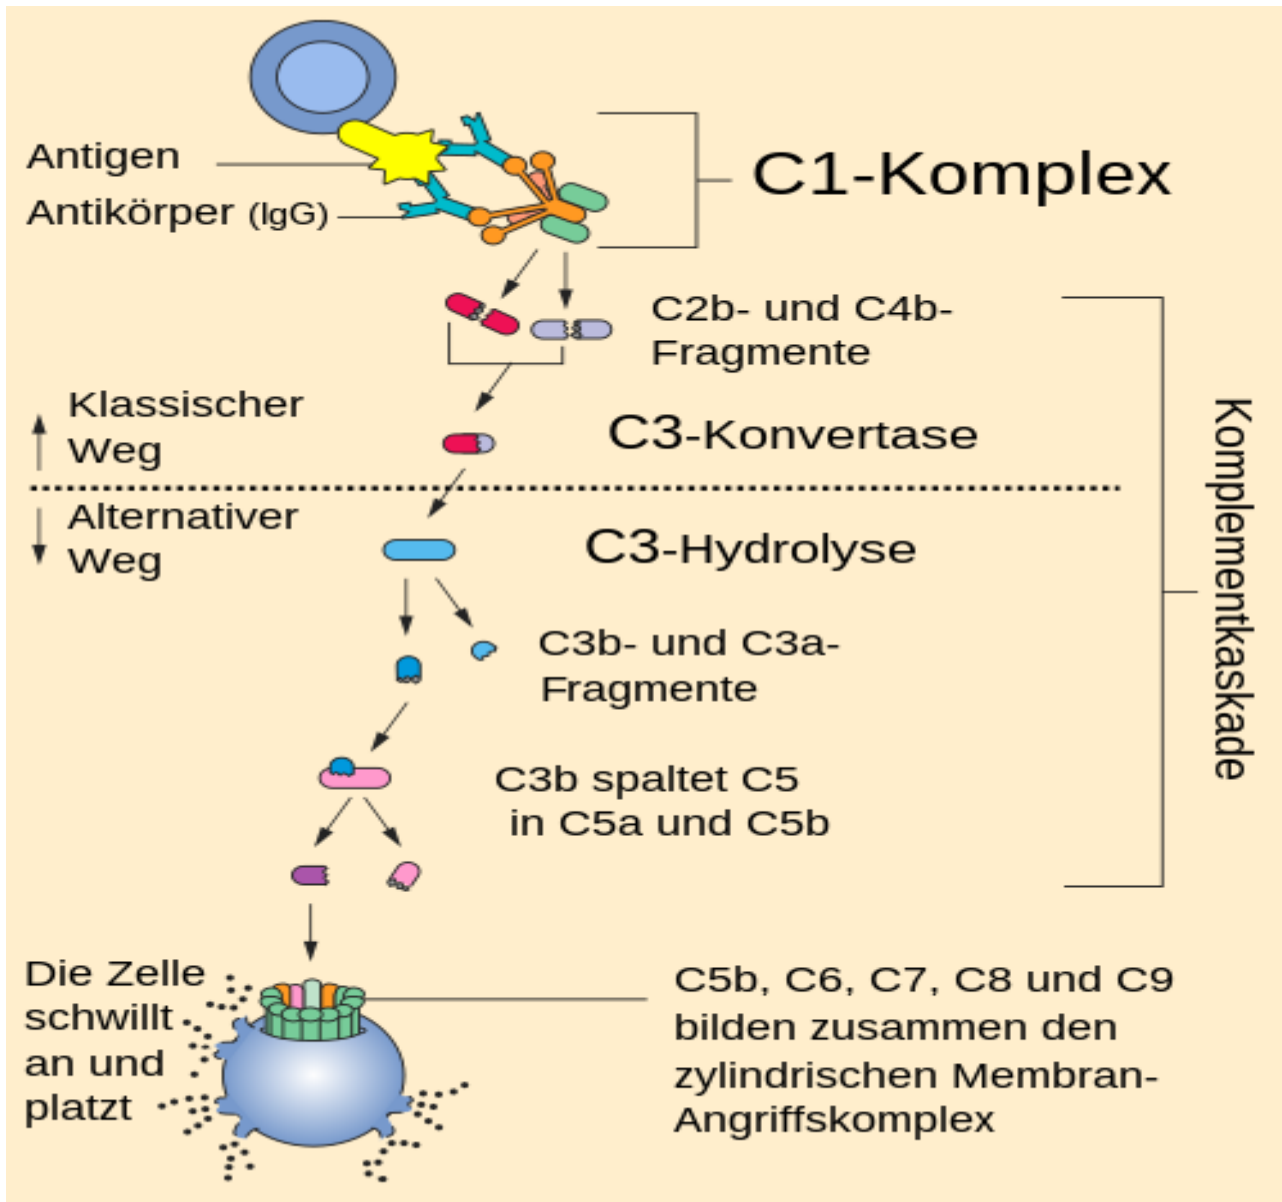 Antigen
Antikörper (IgG)
C1-Komplex
C2b- und C4b-
Fragmente
Klassischer
Weg
C3-Konvertase
Alternativer
Weg
C3-Hydrolyse
C3b- und C3a-
Fragmente
C3b spaltet C5
in C5a und C5b
Komplementkaskade
Die Zelle
schwillt
an und
platzt
C5b, C6, C7, C8 und C9
bilden zusammen den
zylindrischen Membran-
Angriffskomplex